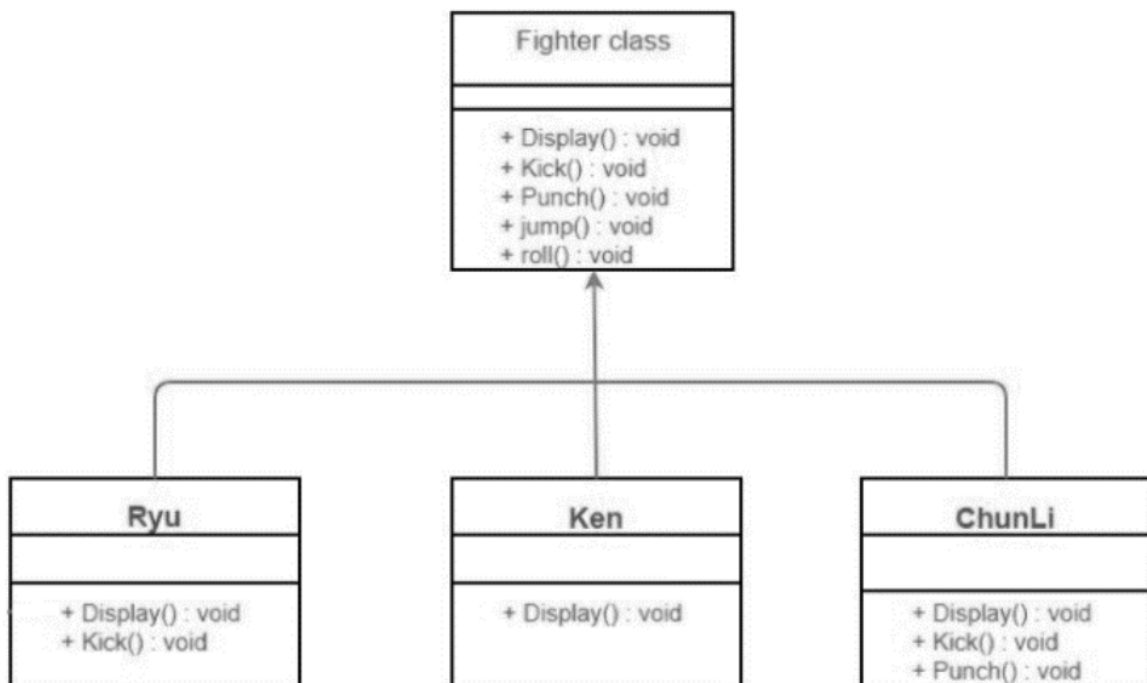 Fighter class
+ Display() : void
+ Kick() : void
+ Punch() : void
+ jump() : void
+ roll() : void
Ryu
+ Display() : void
+ Kick() : void
Ken
+ Display() : void
ChunLi
+ Display() : void
+ Kick() : void
+ Punch() : void